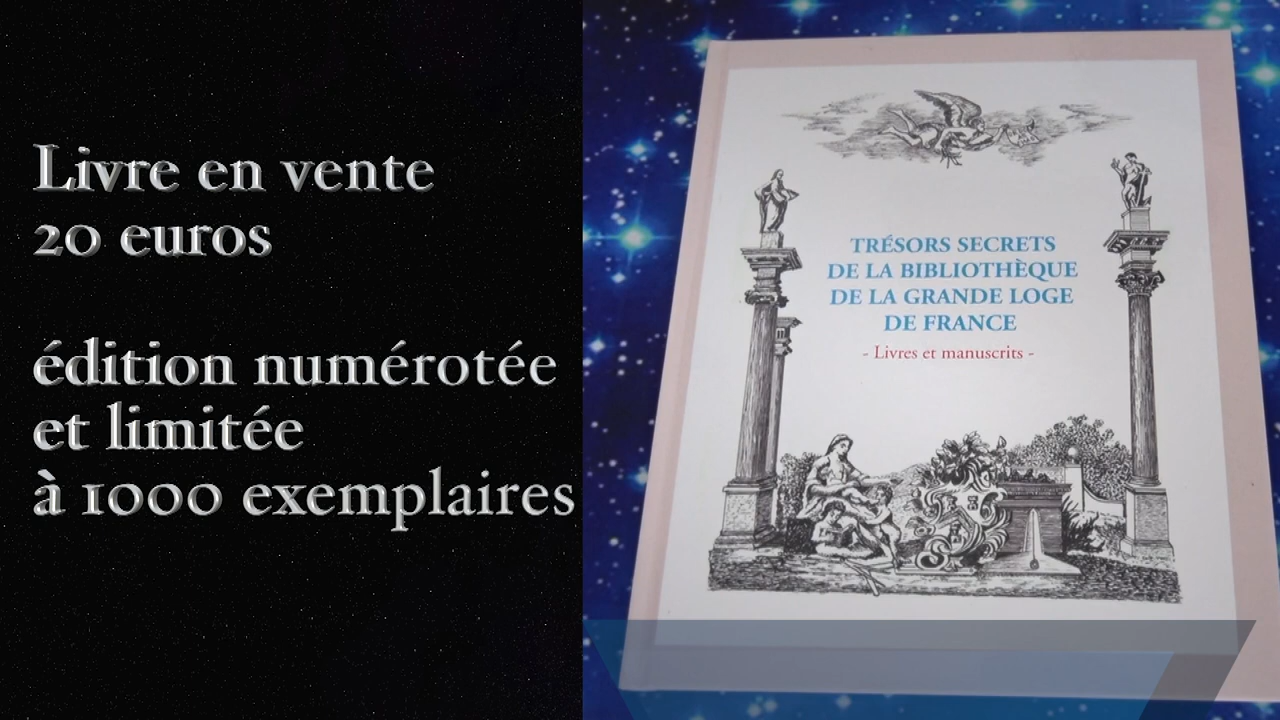 Livre en vente
20 euros
édition numérotée
et limitée
à 1000 exemplaires
TRÉSORS SECRETS
DE LA BIBLIOTHÈQUE
DE LA GRANDE LOGE
DE FRANCE
- Livres et manuscrits -